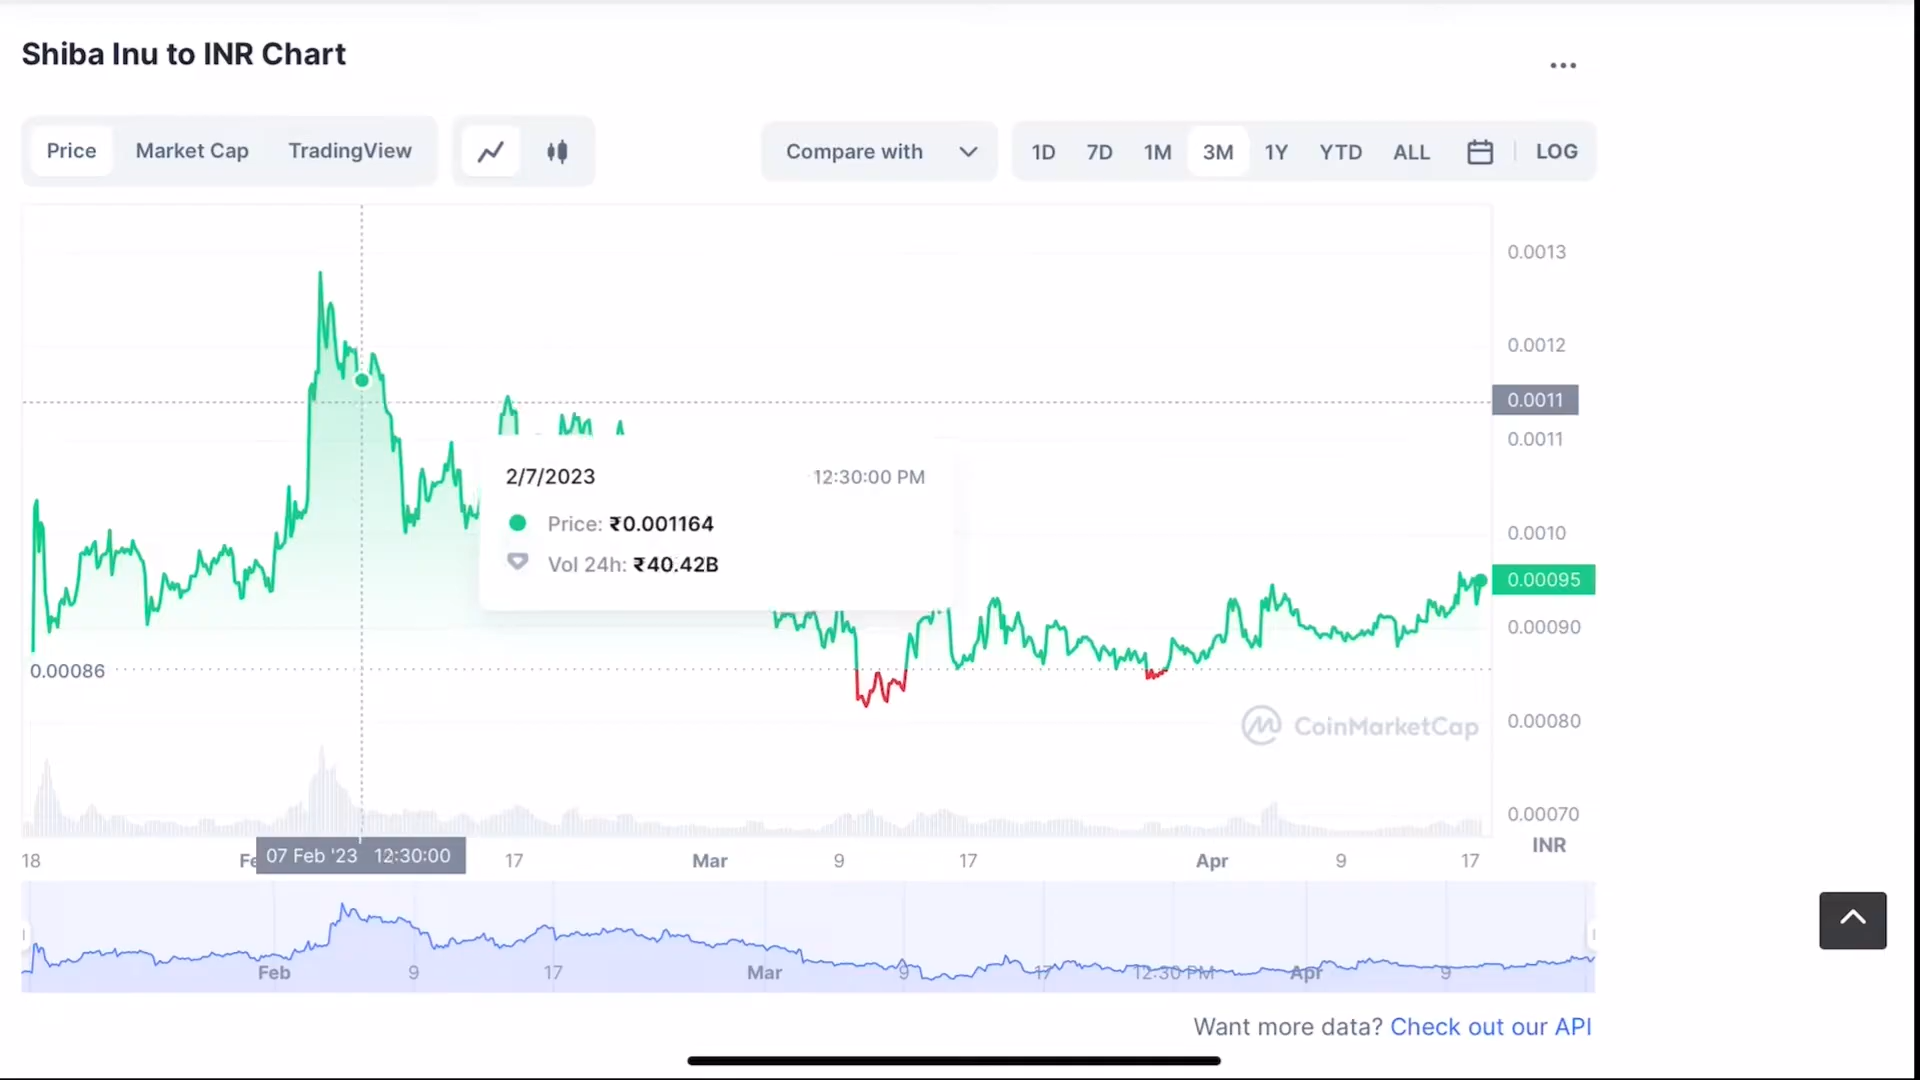 Shiba Inu to INR Chart
Price Market Cap TradingView Compare with 1D 7D 1M 3M 1Y YTD ALL LOG
0.0013
0.0012
0.0011
0.0011
2/7/2023 12:30:00 PM
Price: ₹0.001164
Vol 24h: ₹40.42B
0.0010
0.00095
0.00090
0.00086
0.00080
CoinMarketCap
0.00070
INR
18 Fe 07 Feb '23 12:30:00 17 Mar 9 17 Apr 9 17
Feb 9 17 Mar 9 17 12:30 PM Apr 9
Want more data? Check out our API